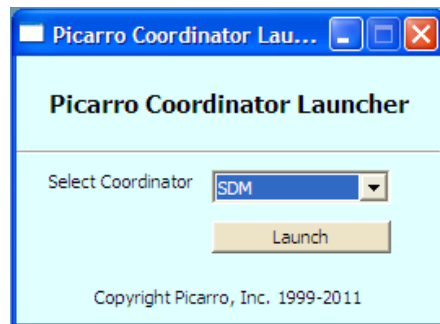 Picarro Coordinator Lau...
Picarro Coordinator Launcher
Select Coordinator SDM
Launch
Copyright Picarro, Inc. 1999-2011